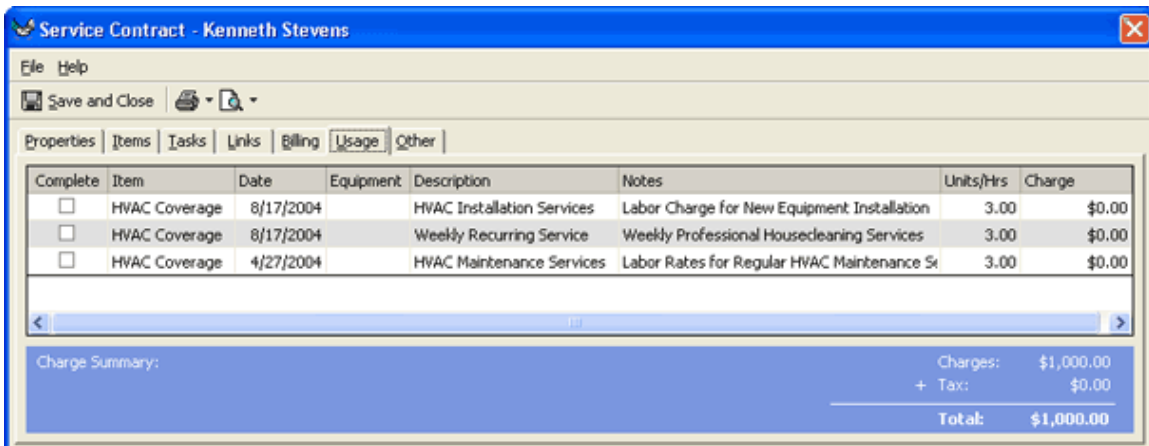 Service Contract - Kenneth Stevens
File Help
Save and Close
Properties Items Tasks Links Billing Usage Other
Complete Item Date Equipment Description Notes Units/Hrs Charge
HVAC Coverage 8/17/2004 HVAC Installation Services Labor Charge for New Equipment Installation 3.00 $0.00
HVAC Coverage 8/17/2004 Weekly Recurring Service Weekly Professional Housecleaning Services 3.00 $0.00
HVAC Coverage 4/27/2004 HVAC Maintenance Services Labor Rates for Regular HVAC Maintenance Se 3.00 $0.00
Charge Summary: Charges: $1,000.00
+ Tax: $0.00
Total: $1,000.00